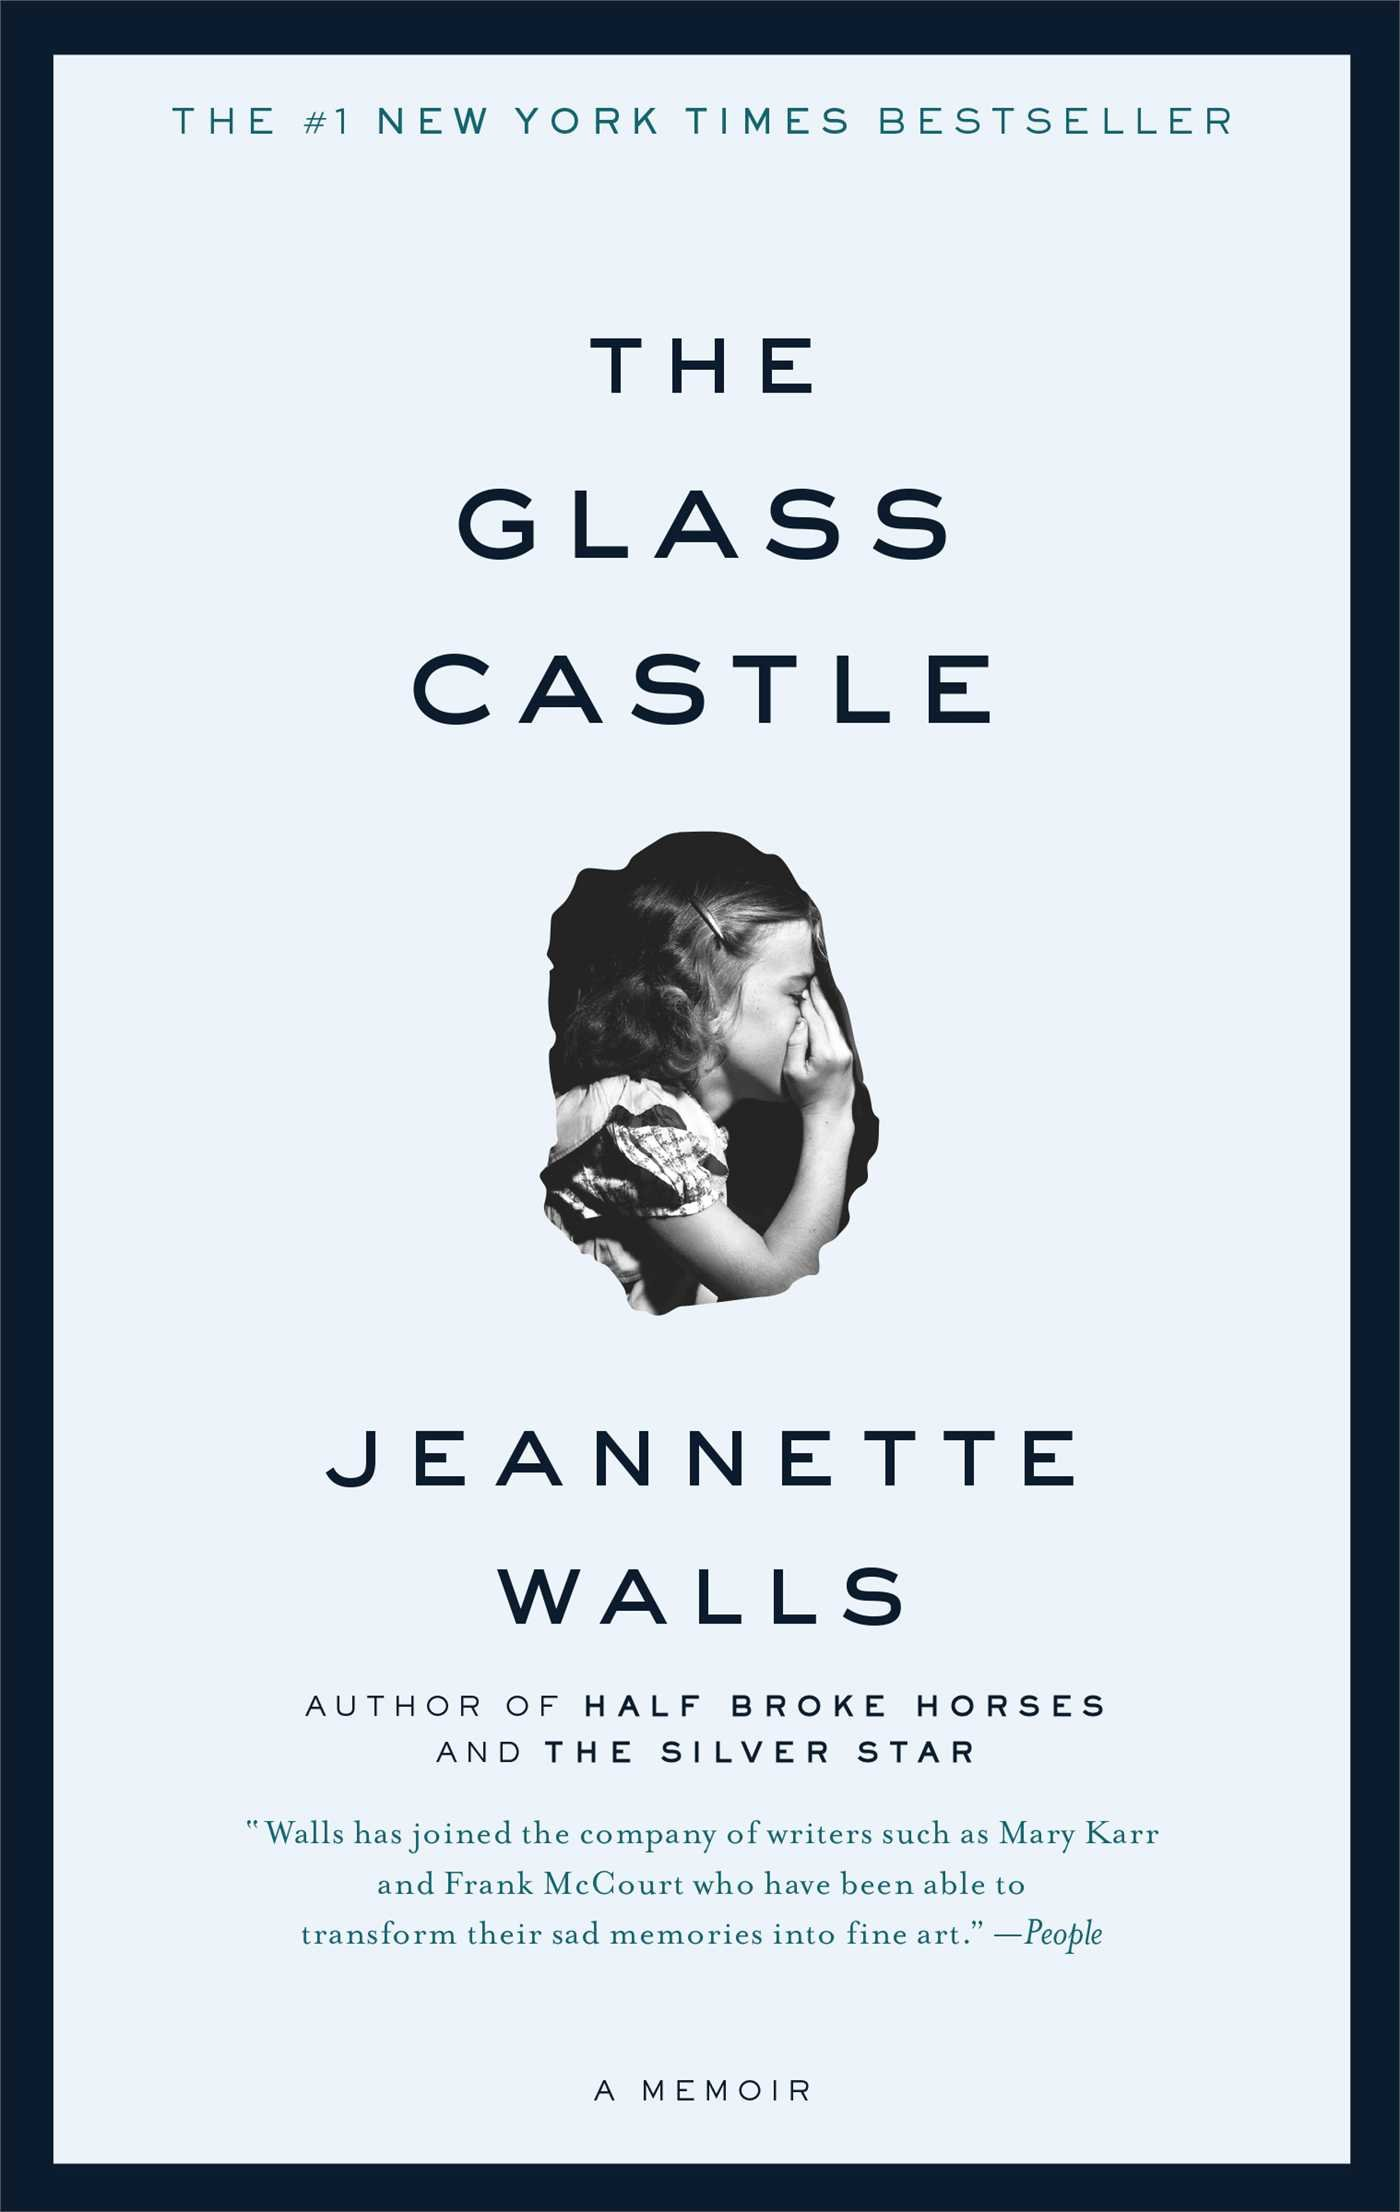 THE #1 NEW YORK TIMES BESTSELLER
THE
GLASS
CASTLE
JEANNETTE
WALLS
AUTHOR OF HALF BROKE HORSES
AND THE SILVER STAR
“Walls has joined the company of writers such as Mary Karr
and Frank McCourt who have been able to
transform their sad memories into fine art.” —People
A MEMOIR